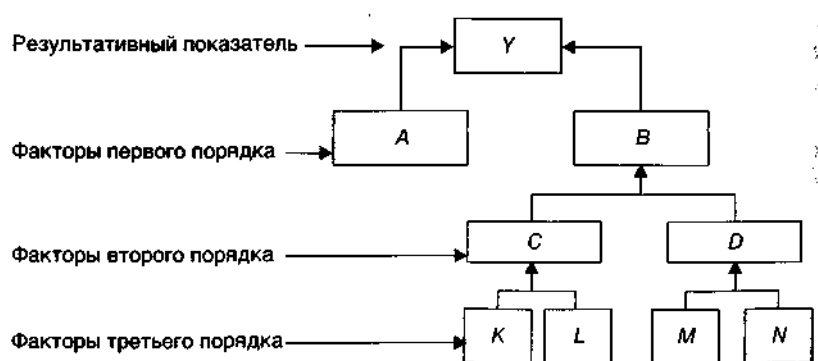 Результативный показатель
Y
Факторы первого порядка
A
B
Факторы второго порядка
C
D
Факторы третьего порядка
K
L
M
N